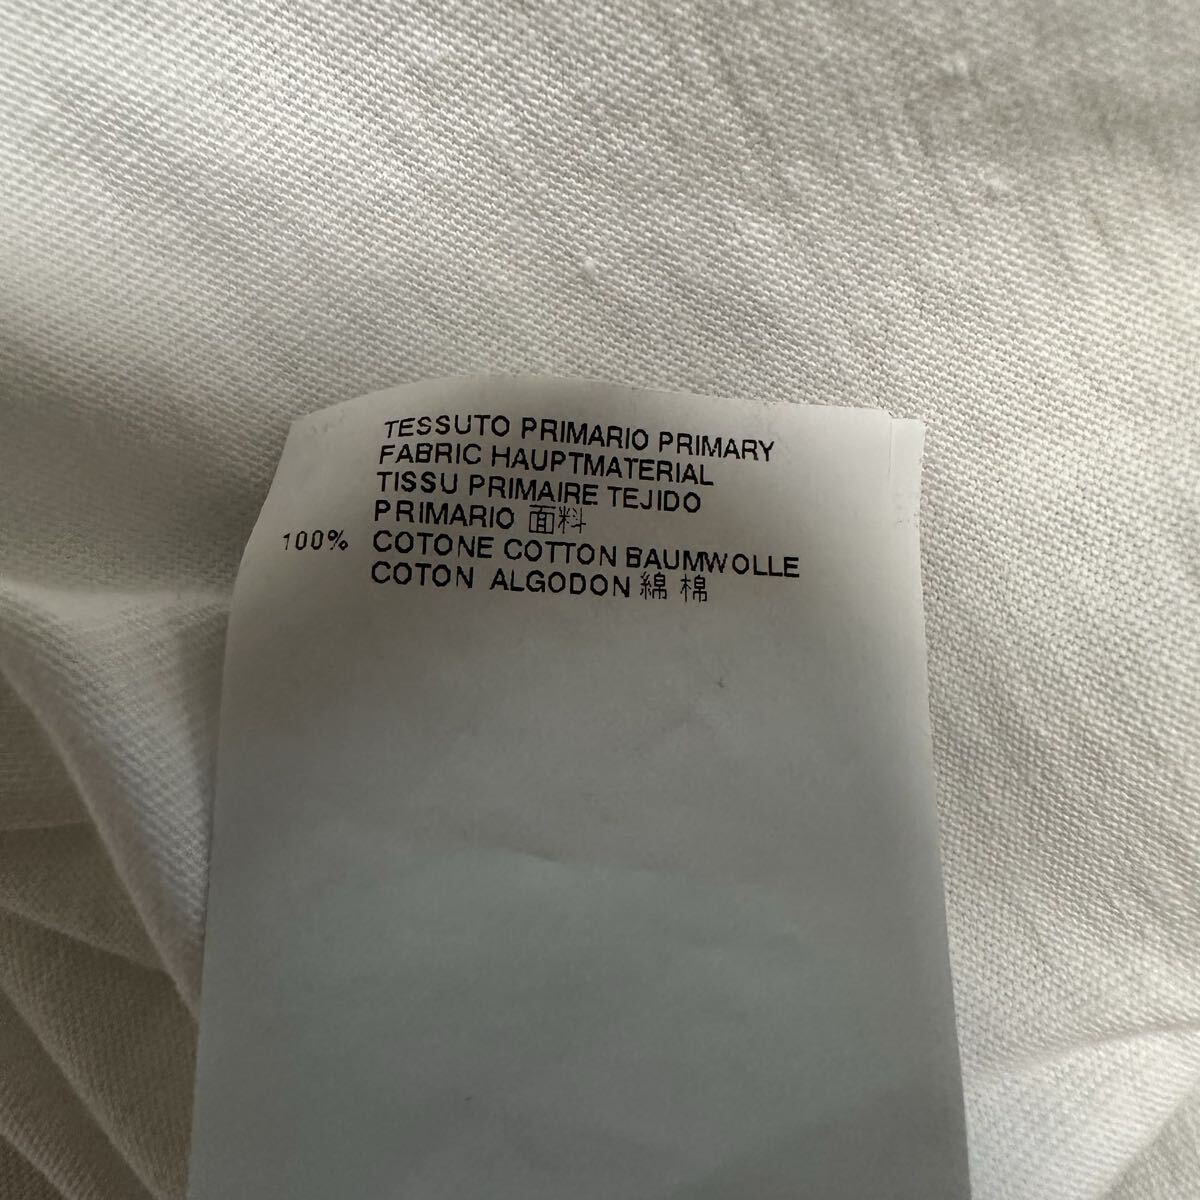 TESSUTO PRIMARIO PRIMARY
FABRIC HAUPTMATERIAL
TISSU PRIMAIRE TEJIDO
PRIMARIO 面料
100% COTONE COTTON BAUMWOLLE
COTON ALGODON 綿 棉